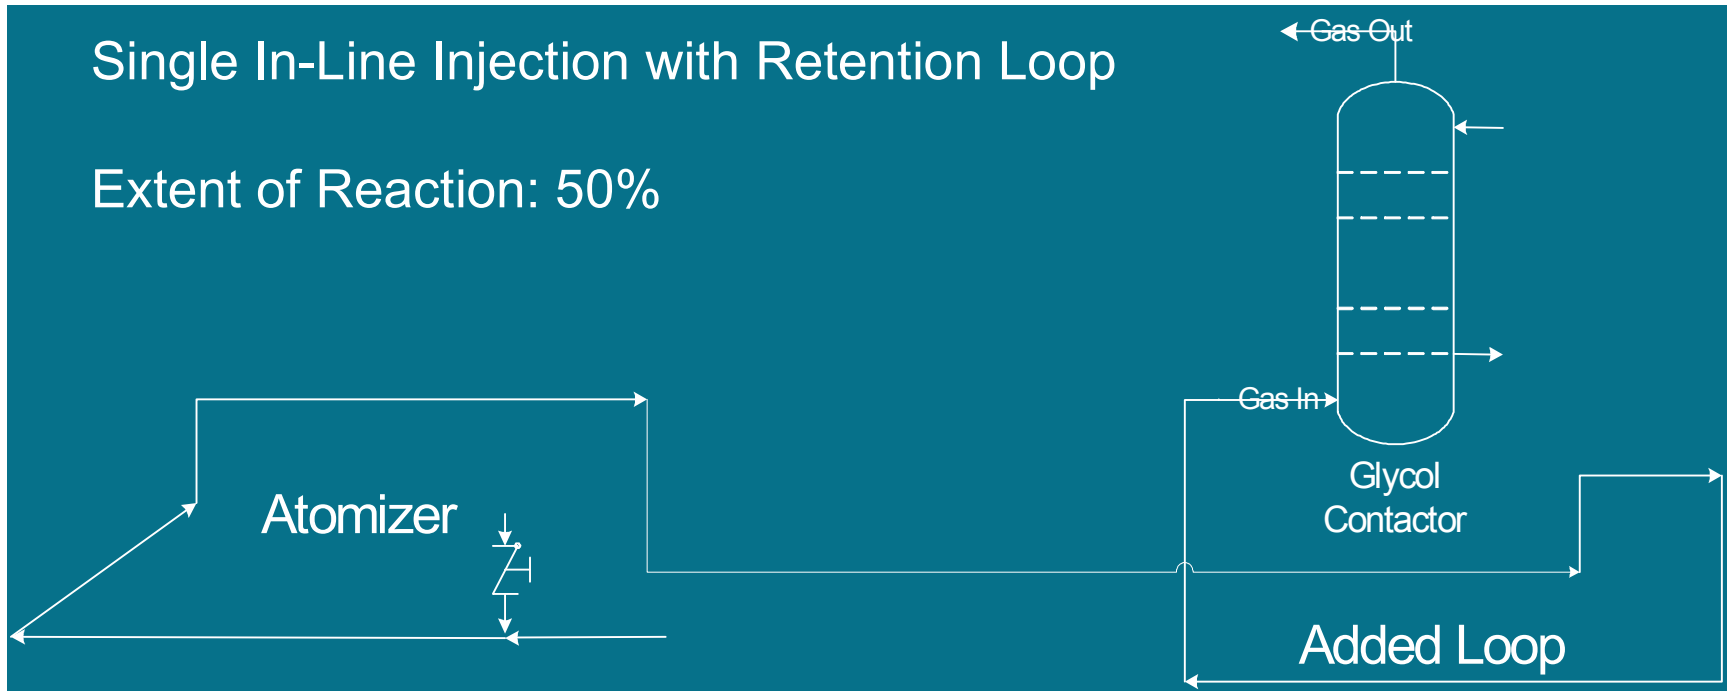 Single In-Line Injection with Retention Loop
Extent of Reaction: 50%
Gas Out
Gas In
Glycol
Contactor
Atomizer
Added Loop